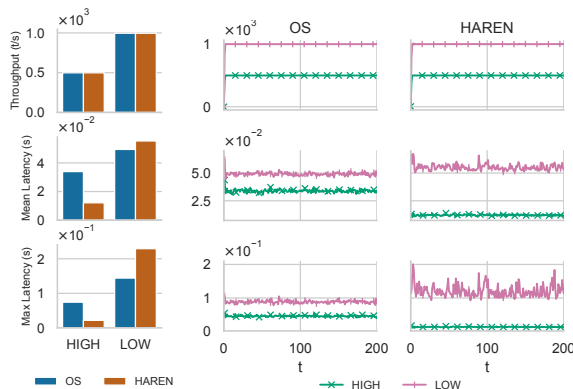 ×10³
×10³
OS
HAREN
Throughput (t/s)
1.0
0.5
0.0
1
0
×10⁻²
×10⁻²
Mean Latency (s)
4
2
0
5.0
2.5
×10⁻¹
×10⁻¹
Max Latency (s)
2
1
0
2
1
0
HIGH
LOW
0
100
200
0
100
200
t
t
OS
HAREN
HIGH
LOW